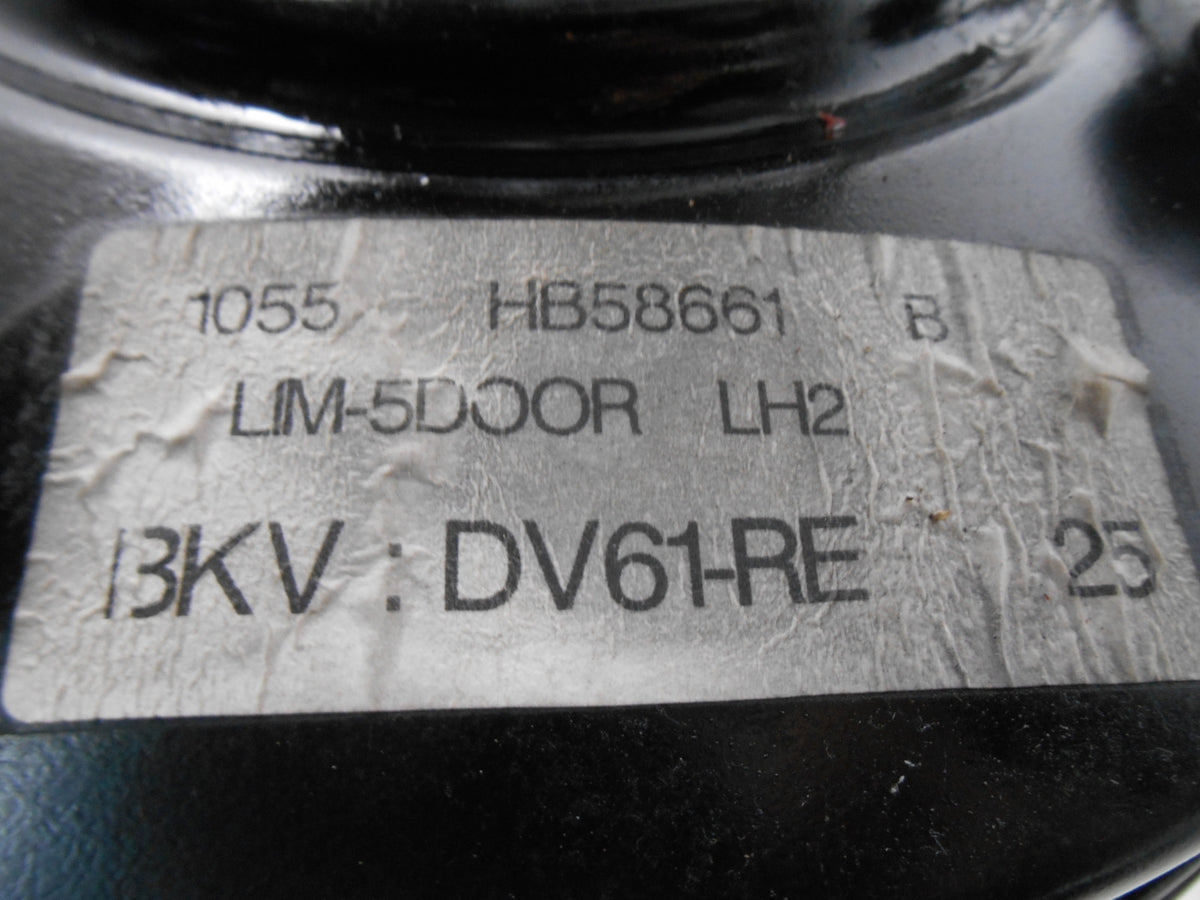 1055 HB58661 B
LIM-5DOOR LH2
BKV : DV61-RE 25